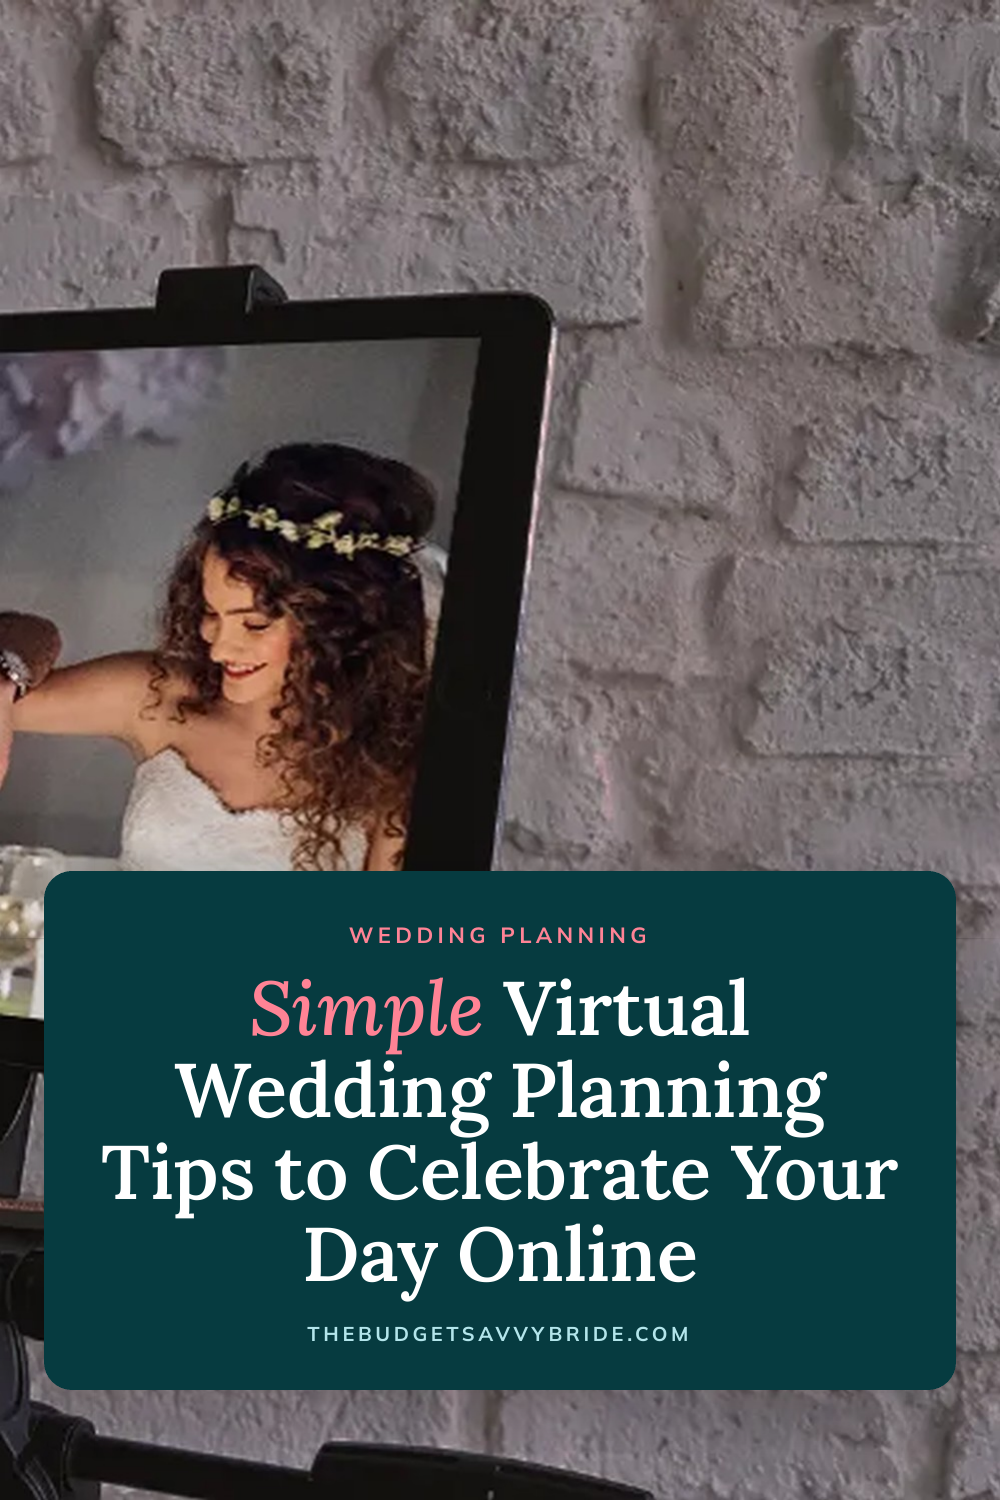 WEDDING PLANNING
Simple Virtual
Wedding Planning
Tips to Celebrate Your
Day Online
THEBUDGETSAVVYBRIDE.COM